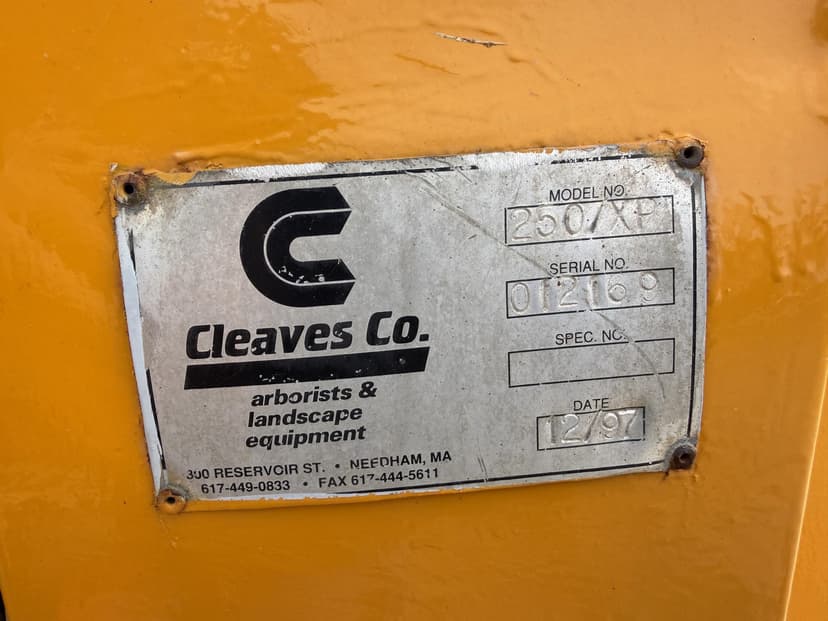 C
Cleaves Co.
arborists &
landscape
equipment
300 RESERVOIR ST. • NEEDHAM, MA
617-449-0833 • FAX 617-444-5611
MODEL NO.
250/XP
SERIAL NO.
012169
SPEC. NO.
DATE
12/97